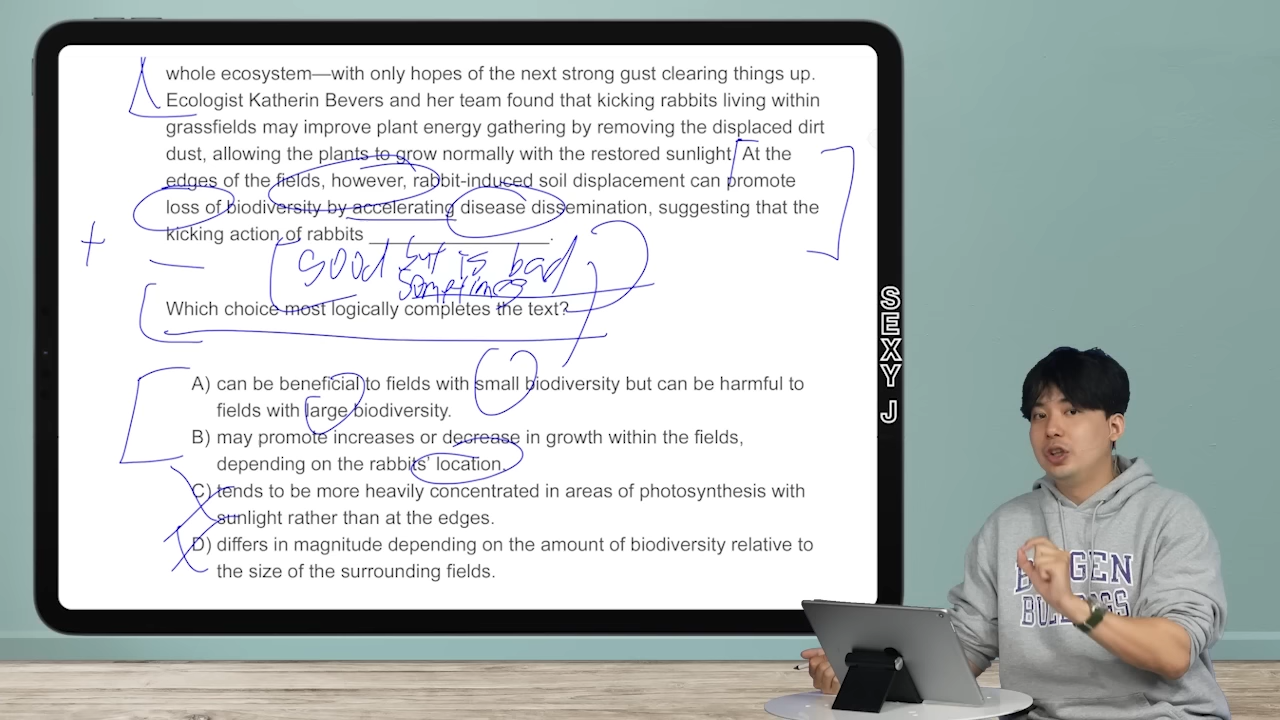 whole ecosystem—with only hopes of the next strong gust clearing things up.
Ecologist Katherin Bevers and her team found that kicking rabbits living within
grassfields may improve plant energy gathering by removing the displaced dirt
dust, allowing the plants to grow normally with the restored sunlight. At the
edges of the fields, however, rabbit-induced soil displacement can promote
loss of biodiversity by accelerating disease dissemination, suggesting that the
kicking action of rabbits ____________________.
good but is bad
sometimes
Which choice most logically completes the text?
A) can be beneficial to fields with small biodiversity but can be harmful to
fields with large biodiversity.
B) may promote increases or decrease in growth within the fields,
depending on the rabbits’ location.
C) tends to be more heavily concentrated in areas of photosynthesis with
sunlight rather than at the edges.
D) differs in magnitude depending on the amount of biodiversity relative to
the size of the surrounding fields.
SEXY J
BULLDOGS